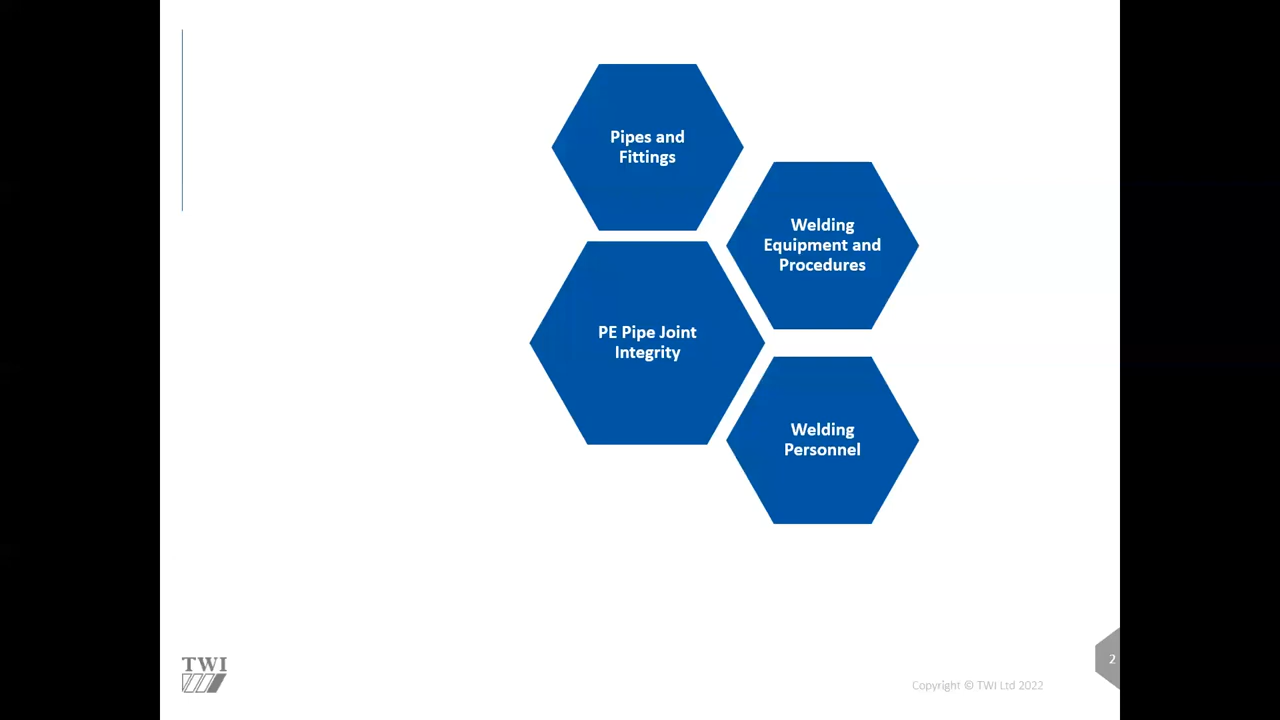 Pipes and
Fittings
Welding
Equipment and
Procedures
PE Pipe Joint
Integrity
Welding
Personnel
TWI
Copyright © TWI Ltd 2022
2